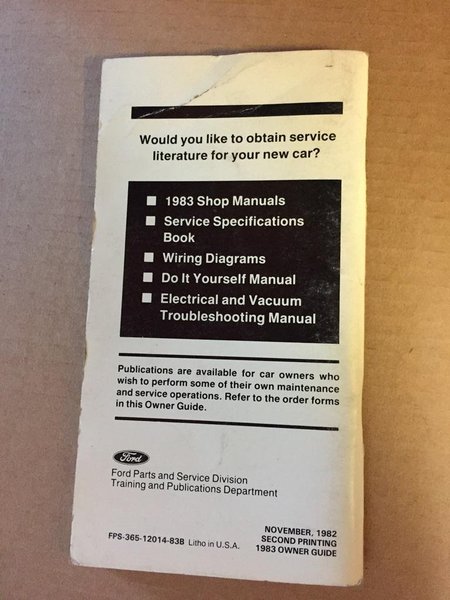 Would you like to obtain service
literature for your new car?
■ 1983 Shop Manuals
■ Service Specifications
Book
■ Wiring Diagrams
■ Do It Yourself Manual
■ Electrical and Vacuum
Troubleshooting Manual
Publications are available for car owners who
wish to perform some of their own maintenance
and service operations. Refer to the order forms
in this Owner Guide.
Ford
Ford Parts and Service Division
Training and Publications Department
FPS-365-12014-83B Litho in U.S.A.
NOVEMBER, 1982
SECOND PRINTING
1983 OWNER GUIDE